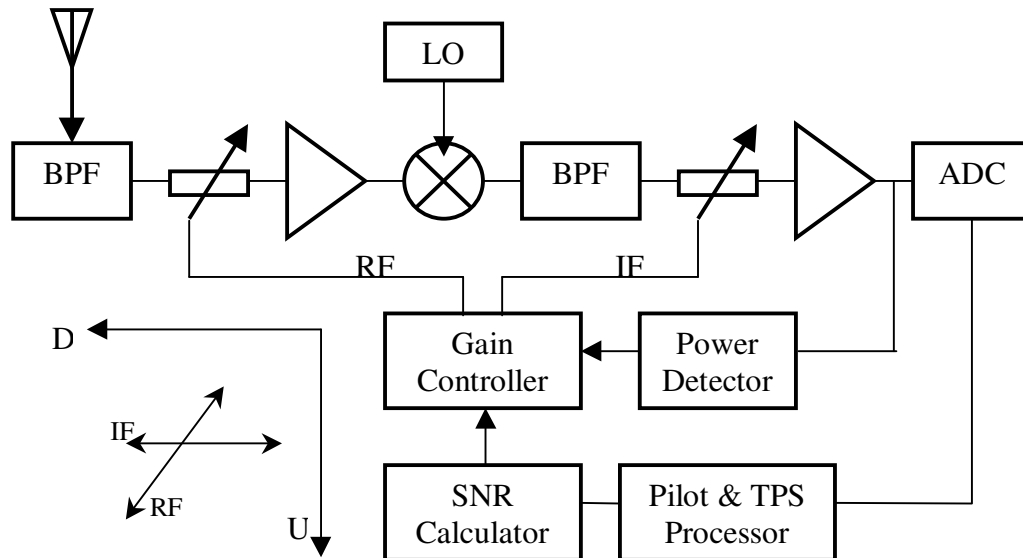 LO
BPF
BPF
ADC
RF
IF
Gain
Controller
Power
Detector
D
IF
RF
U
SNR
Calculator
Pilot & TPS
Processor